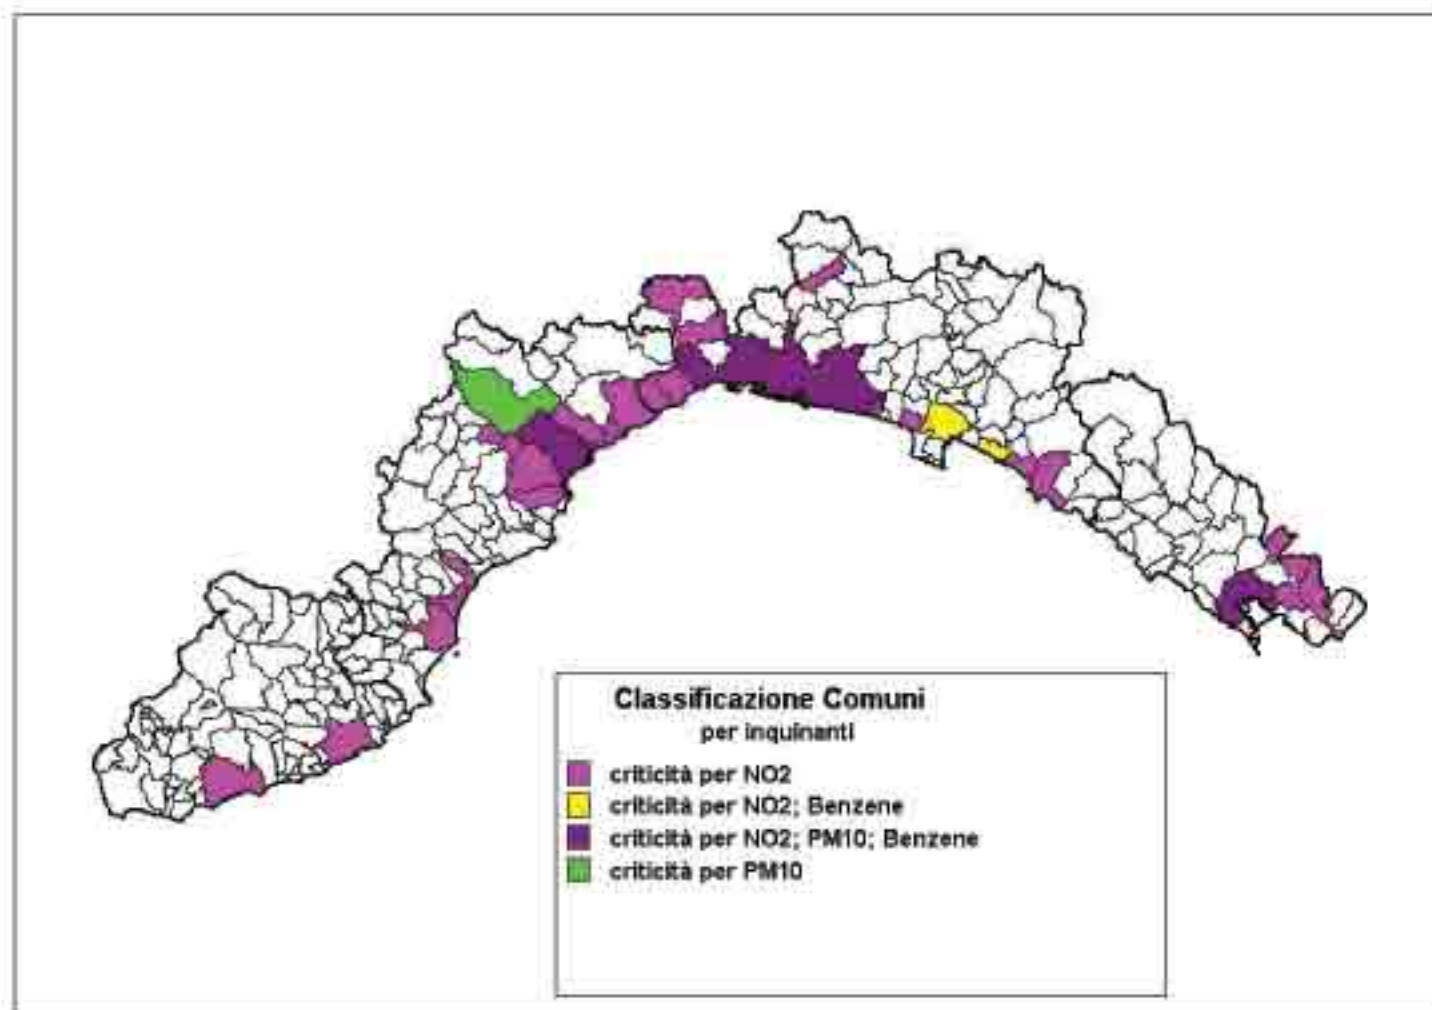 Classificazione Comuni
per inquinanti
criticità per NO2
criticità per NO2; Benzene
criticità per NO2; PM10; Benzene
criticità per PM10